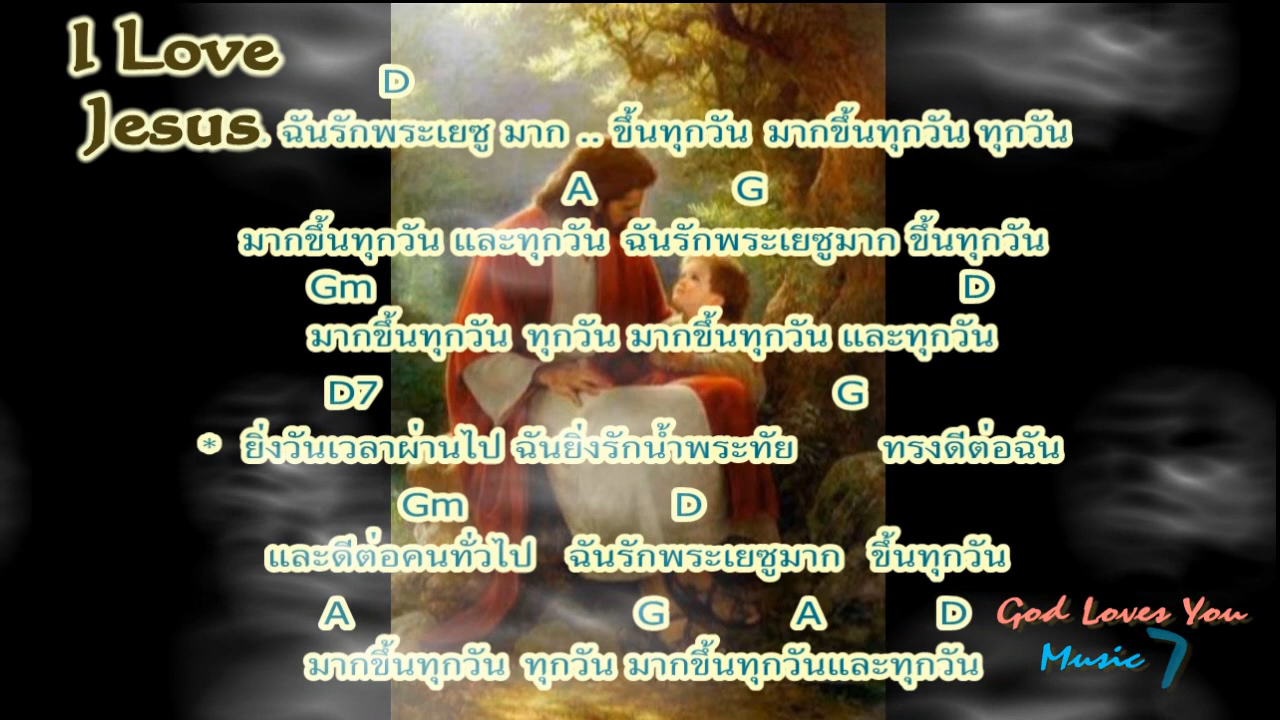 I Love
Jesus
D
ฉันรักพระเยซู มาก .. ขึ้นทุกวัน มากขึ้นทุกวัน ทุกวัน
A G
มากขึ้นทุกวัน และทุกวัน ฉันรักพระเยซูมาก ขึ้นทุกวัน
Gm D
มากขึ้นทุกวัน ทุกวัน มากขึ้นทุกวัน และทุกวัน
D7 G
* ยิ่งวันเวลาผ่านไป ฉันยิ่งรักน้ำพระทัย ทรงดีต่อฉัน
Gm D
และดีต่อคนทั่วไป ฉันรักพระเยซูมาก ขึ้นทุกวัน
A G A D
มากขึ้นทุกวัน ทุกวัน มากขึ้นทุกวันและทุกวัน
God Loves You
Music 7